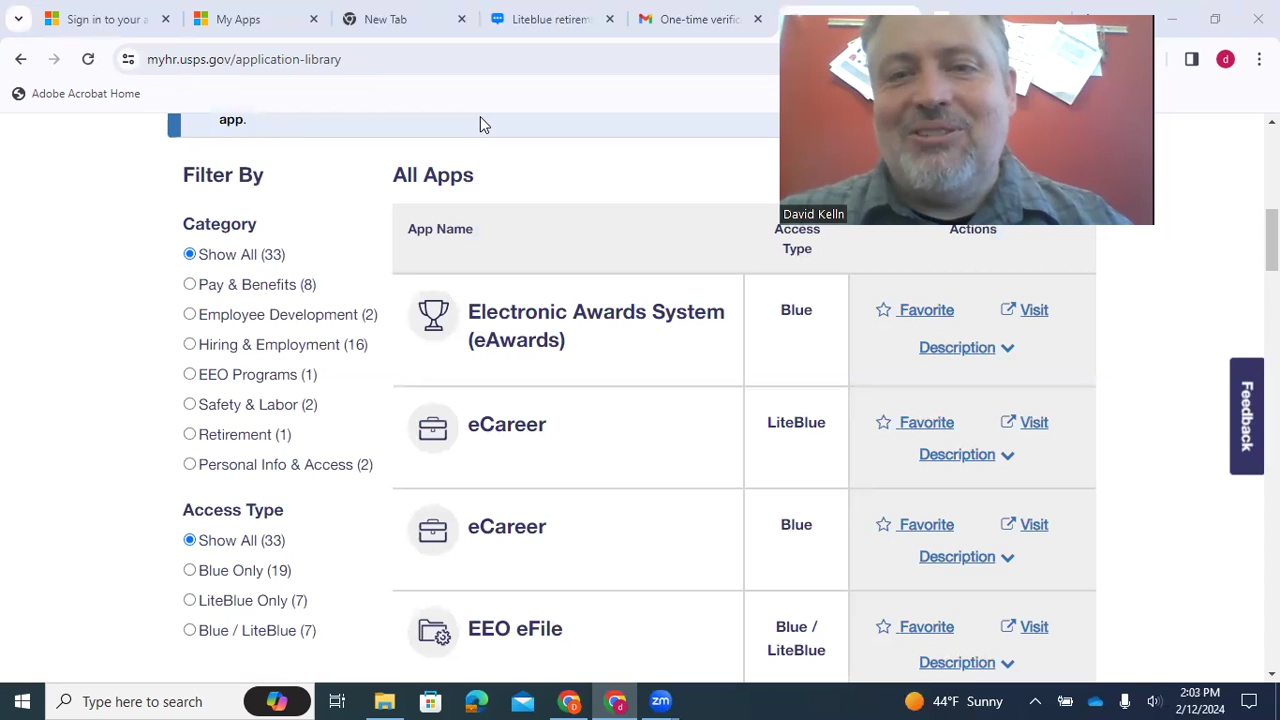 Sign in to your a
My Apps
New Tab
Liteblue retirem
One-time verific
myhr.usps.gov/application-library
d
Adobe Acrobat Home
app.
David Kelln
Filter By
Category
Show All (33)
Pay & Benefits (8)
Employee Development (2)
Hiring & Employment (16)
EEO Programs (1)
Safety & Labor (2)
Retirement (1)
Personal Info & Access (2)
Access Type
Show All (33)
Blue Only (19)
LiteBlue Only (7)
Blue / LiteBlue (7)
All Apps
App Name
Access
Type
Actions
Electronic Awards System
(eAwards)
Blue
Favorite
Visit
Description
eCareer
LiteBlue
Favorite
Visit
Description
eCareer
Blue
Favorite
Visit
Description
EEO eFile
Blue /
LiteBlue
Favorite
Visit
Description
Feedback
Type here to search
D
d
zm
44°F Sunny
2:03 PM
2/12/2024